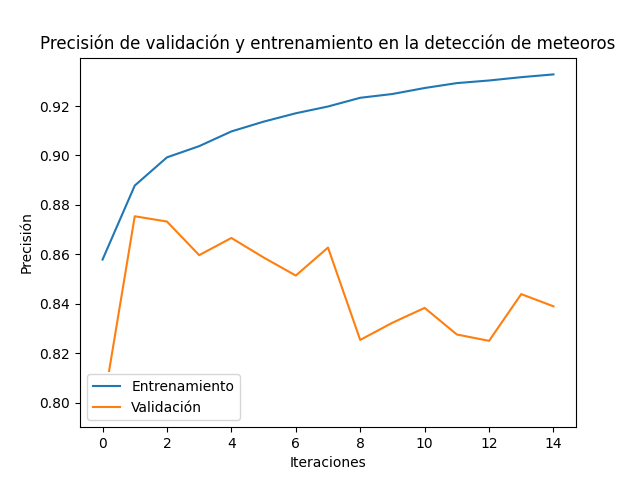 Precisión de validación y entrenamiento en la detección de meteoros
0.92
0.90
0.88
0.86
0.84
0.82
0.80
Precisión
Entrenamiento
Validación
0 2 4 6 8 10 12 14
Iteraciones